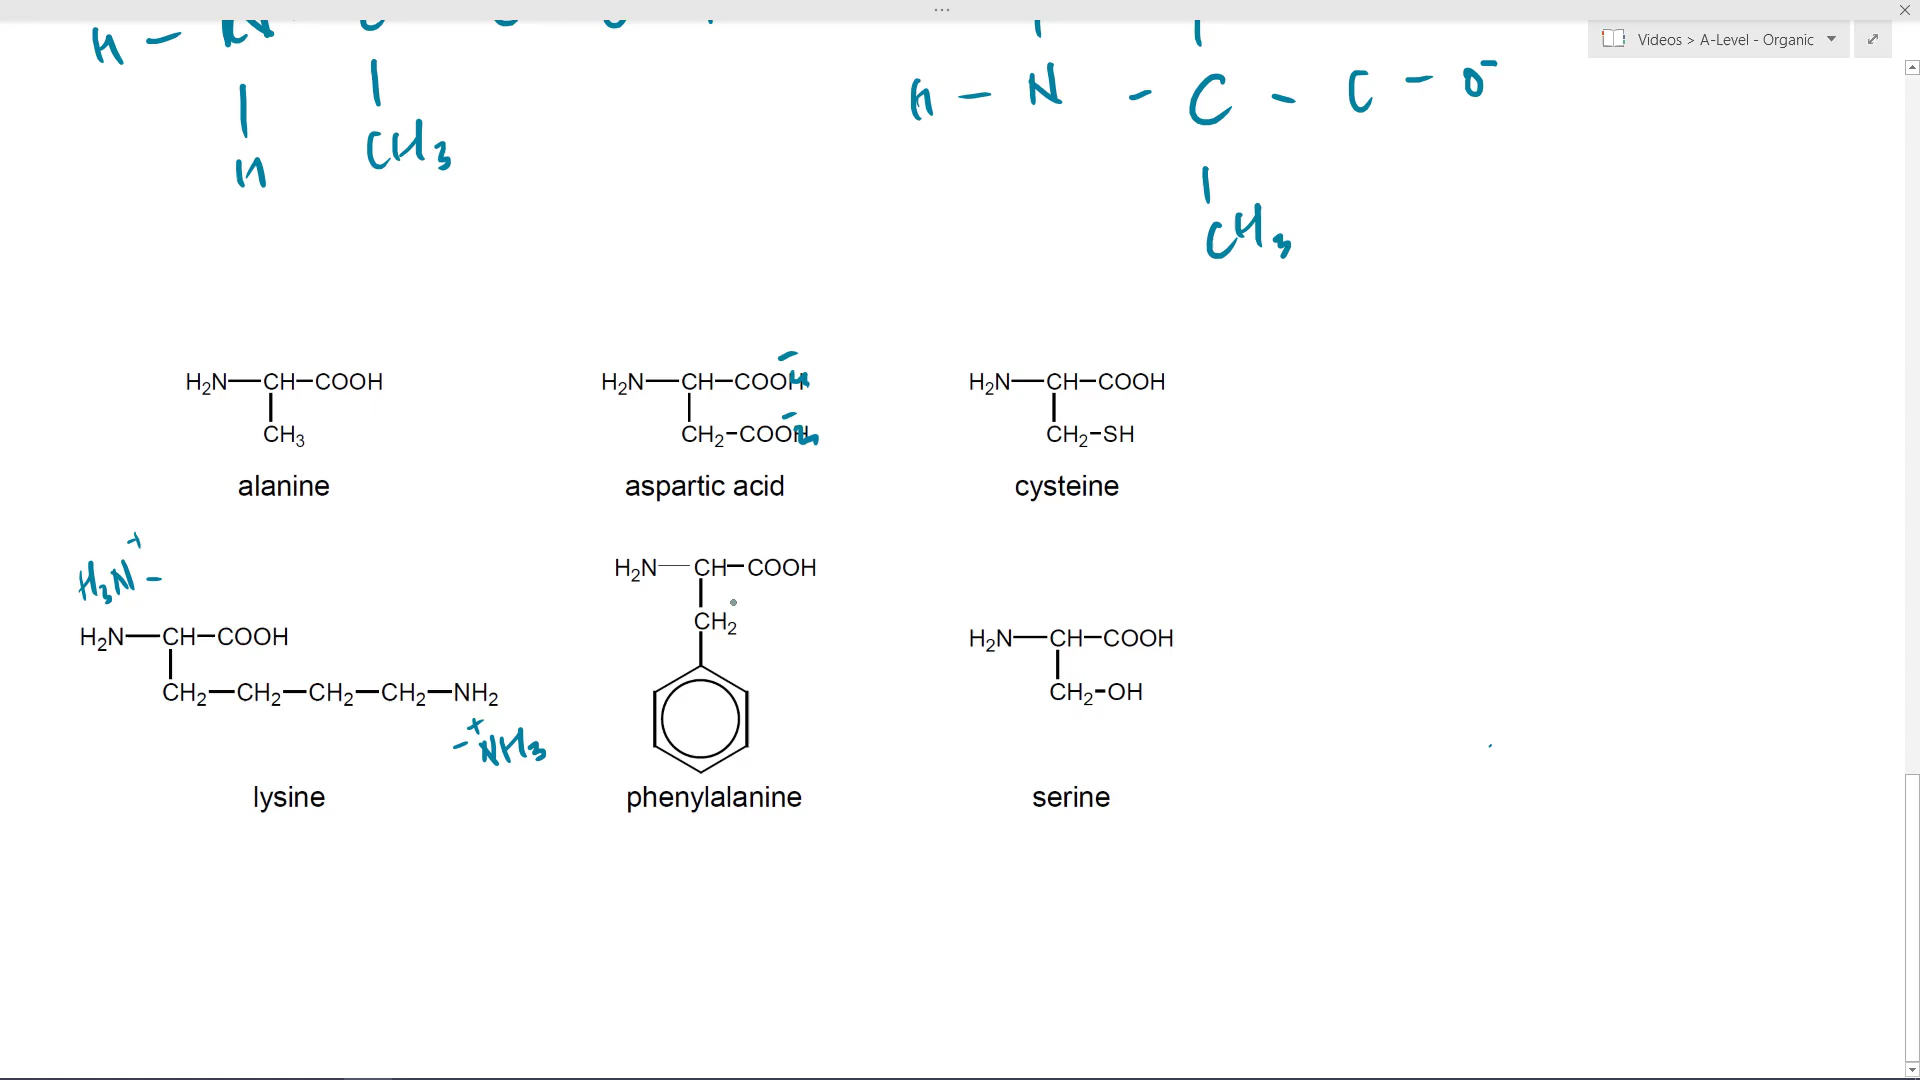 Videos > A-Level - Organic
H –
H – N – C – C – O⁻
H
CH₃
CH₃
H₂N—CH—COOH
CH₃
alanine
H₂N—CH—COOH
–
CH₂—COOH
–
aspartic acid
H₂N—CH—COOH
CH₂—SH
cysteine
H₃N⁺ –
H₂N—CH—COOH
CH₂—CH₂—CH₂—CH₂—NH₂
–⁺NH₃
lysine
H₂N—CH—COOH
CH₂
phenylalanine
H₂N—CH—COOH
CH₂—OH
serine